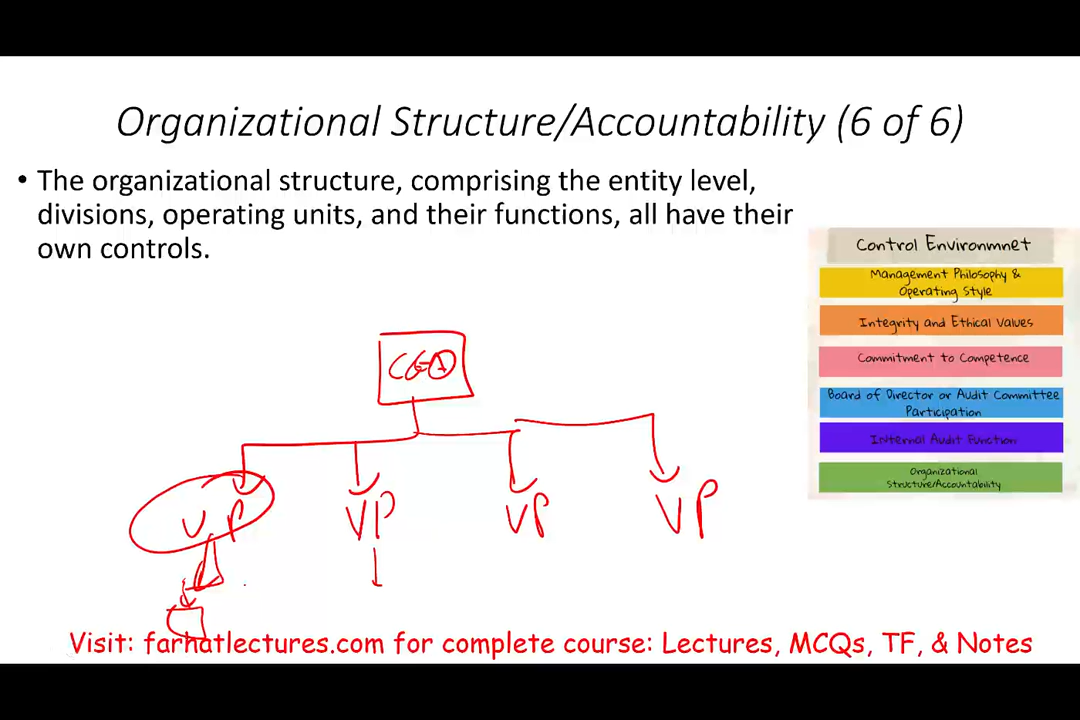 Organizational Structure/Accountability (6 of 6)
• The organizational structure, comprising the entity level,
divisions, operating units, and their functions, all have their
own controls.
Control Environmnet
Management Philosophy &
Operating Style
Integrity and Ethical Values
Commitment to Competence
Board of Director or Audit Committee
Participation
Internal Audit Function
Organizational
Structure/Accountability
CEO
VP
VP
VP
VP
Visit: farhatlectures.com for complete course: Lectures, MCQs, TF, & Notes